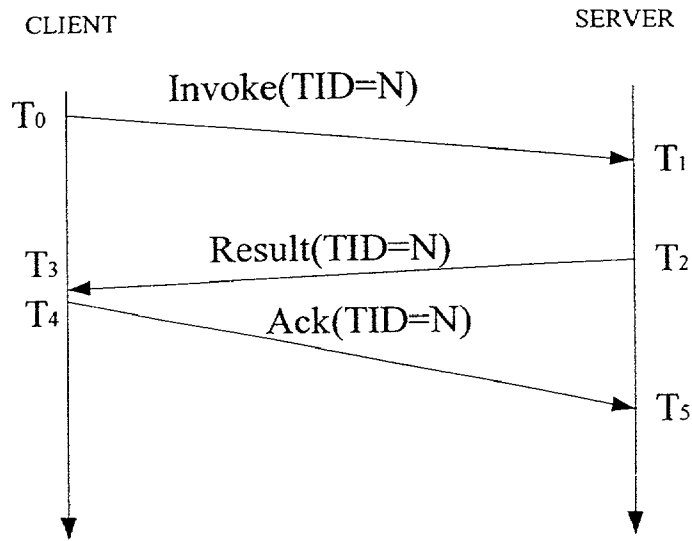 CLIENT
SERVER
Invoke(TID=N)
T0
T1
Result(TID=N)
T2
T3
T4
Ack(TID=N)
T5